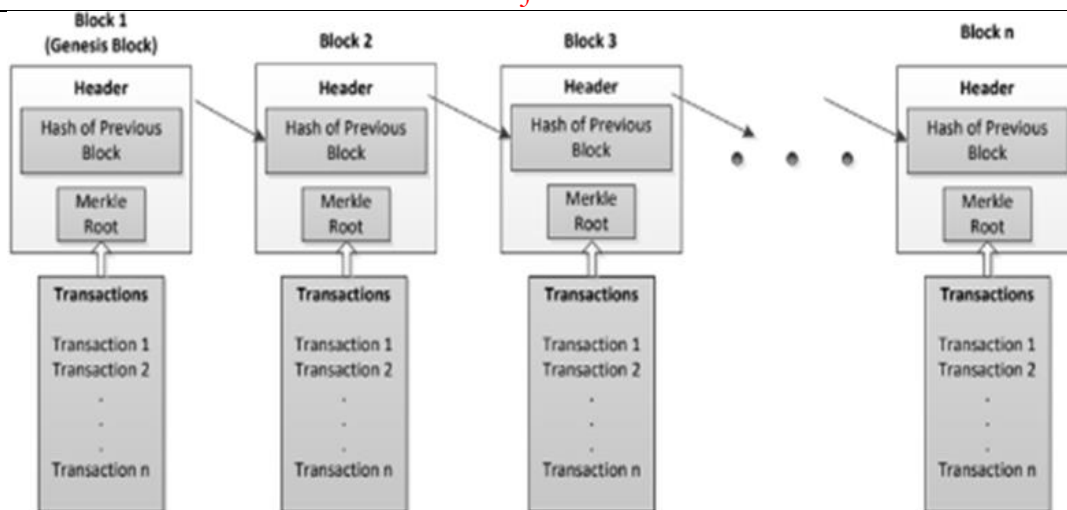 Block 1
(Genesis Block)
Header
Hash of Previous
Block
Merkle
Root
Transactions
Transaction 1
Transaction 2
.
.
.
Transaction n
Block 2
Header
Hash of Previous
Block
Merkle
Root
Transactions
Transaction 1
Transaction 2
.
.
.
Transaction n
Block 3
Header
Hash of Previous
Block
Merkle
Root
Transactions
Transaction 1
Transaction 2
.
.
.
Transaction n
Block n
Header
Hash of Previous
Block
Merkle
Root
Transactions
Transaction 1
Transaction 2
.
.
.
Transaction n